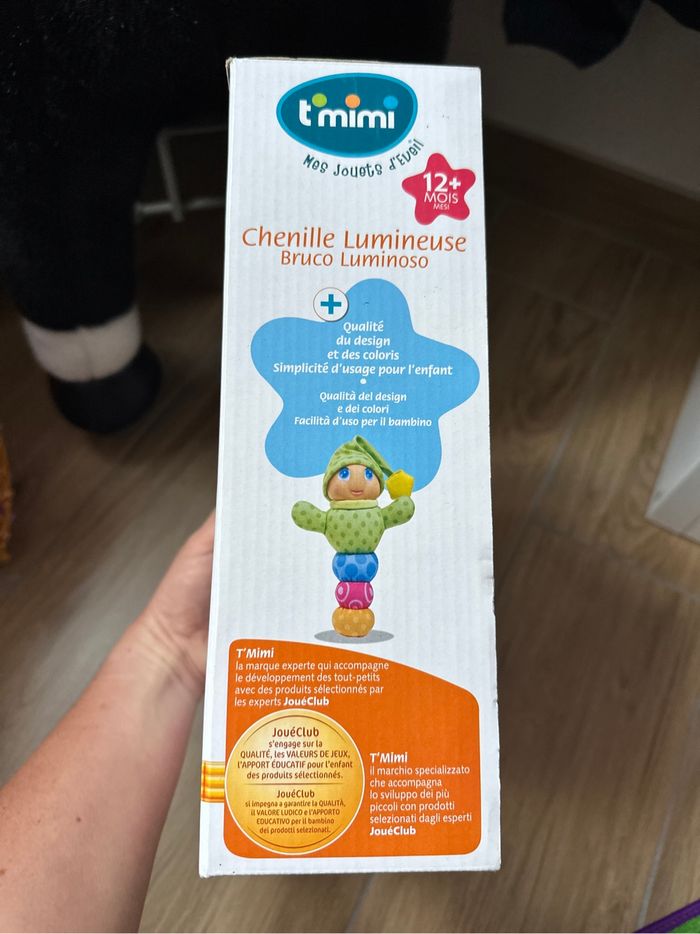 t'mimi
Mes Jouets d'Eveil
12+
MOIS
MESI
Chenille Lumineuse
Bruco Luminoso
+
Qualité
du design
et des coloris
Simplicité d'usage pour l'enfant
•
Qualità del design
e dei colori
Facilità d'uso per il bambino
T'Mimi
la marque experte qui accompagne
le développement des tout-petits
avec des produits sélectionnés par
les experts JouéClub
JouéClub
s'engage sur la
QUALITÉ, les VALEURS DE JEUX,
l'APPORT ÉDUCATIF pour l'enfant
des produits sélectionnés.
JouéClub
si impegna a garantire la QUALITÀ,
il VALORE LUDICO e l'APPORTO
EDUCATIVO per il bambino
dei prodotti selezionati.
T'Mimi
il marchio specializzato
che accompagna
lo sviluppo dei più
piccoli con prodotti
selezionati dagli esperti
JouéClub